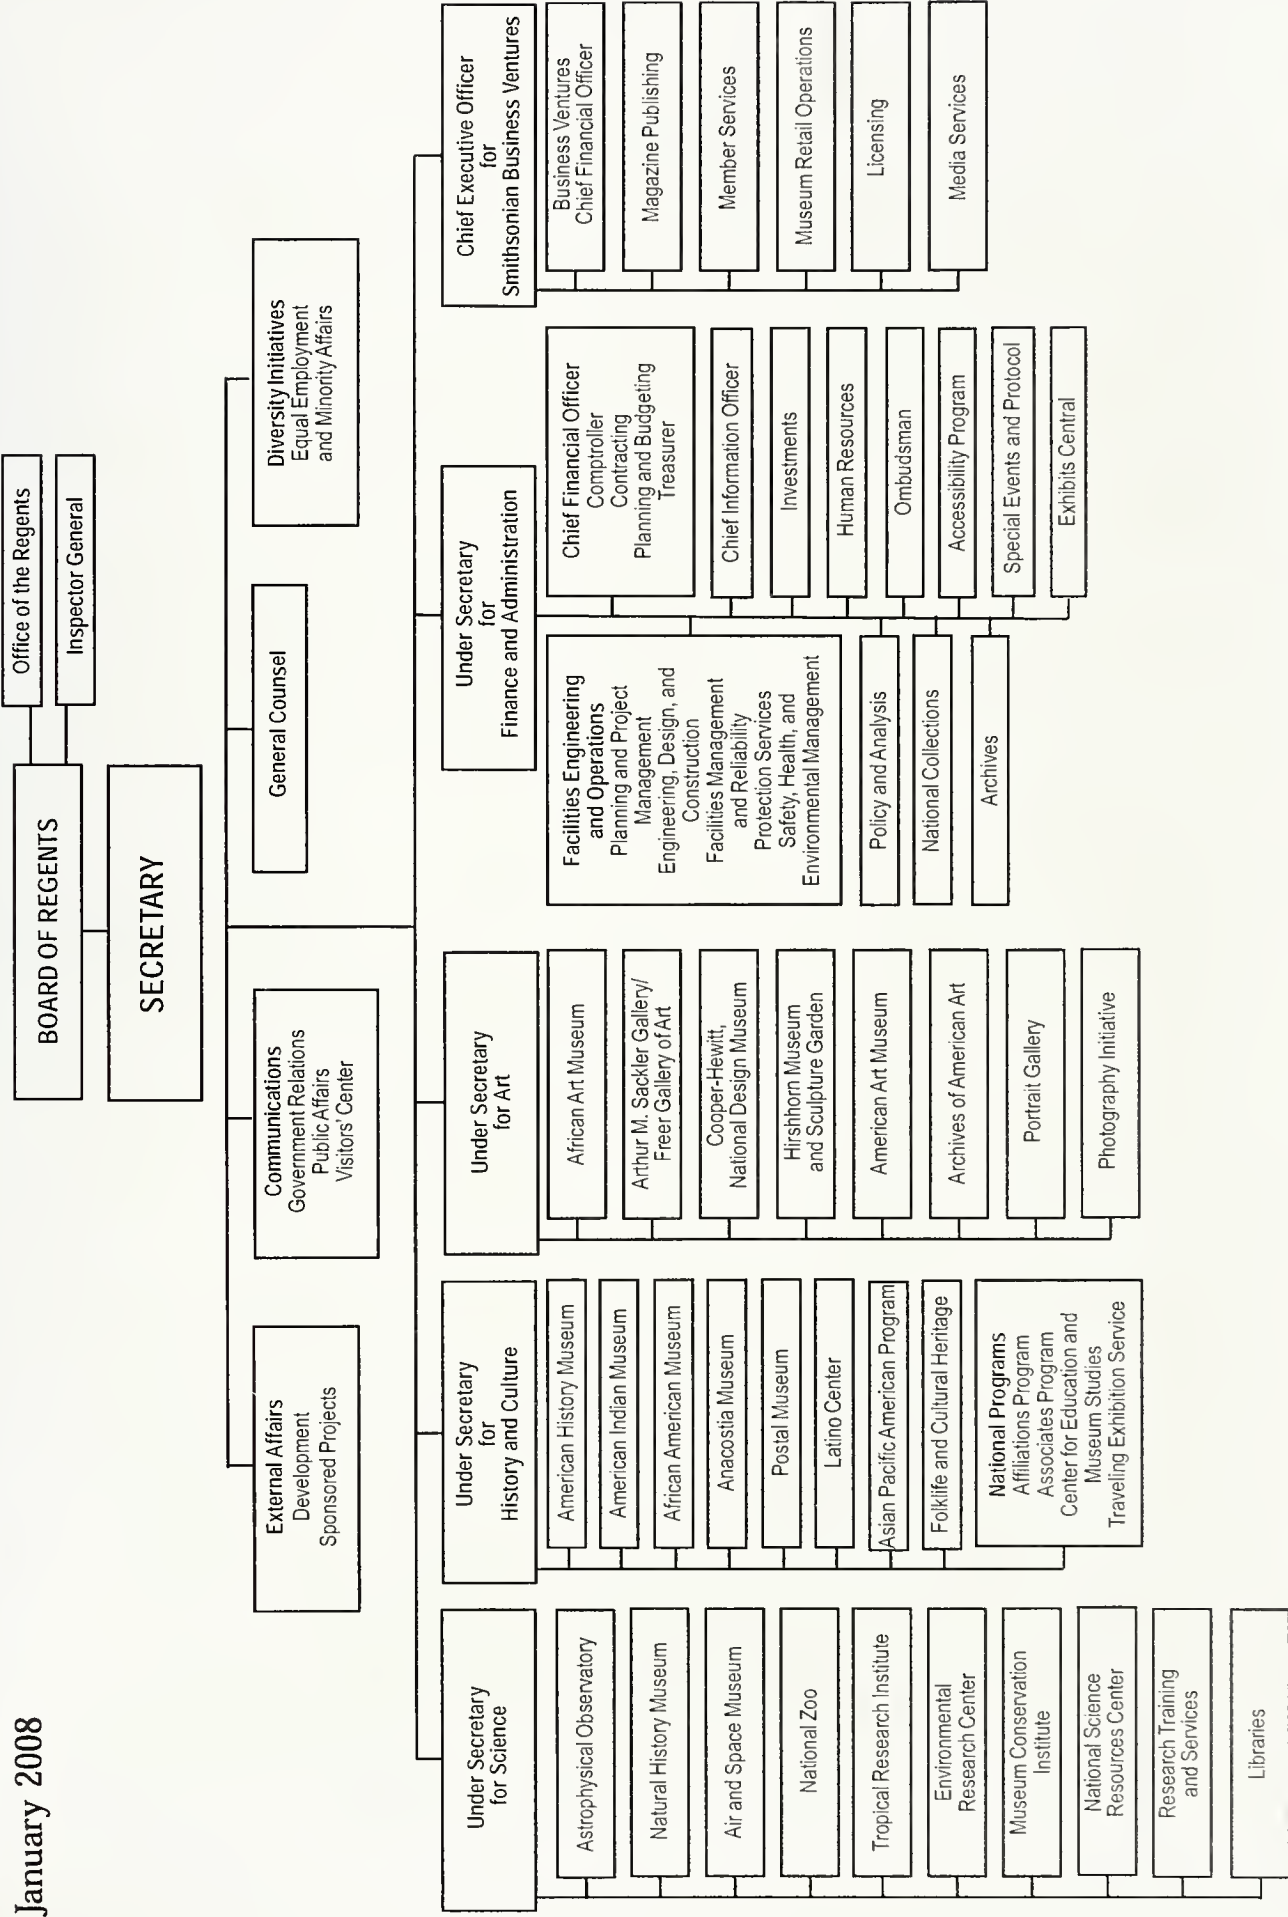 January 2008
BOARD OF REGENTS
Office of the Regents
Inspector General
SECRETARY
External Affairs
Development
Sponsored Projects
Communications
Government Relations
Public Affairs
Visitors' Center
General Counsel
Diversity Initiatives
Equal Employment
and Minority Affairs
Under Secretary
for Science
Astrophysical Observatory
Natural History Museum
Air and Space Museum
National Zoo
Tropical Research Institute
Environmental
Research Center
Museum Conservation
Institute
National Science
Resources Center
Research Training
and Services
Libraries
Under Secretary
for
History and Culture
American History Museum
American Indian Museum
African American Museum
Anacostia Museum
Postal Museum
Latino Center
Asian Pacific American Program
Folklife and Cultural Heritage
National Programs
Affiliations Program
Associates Program
Center for Education and
Museum Studies
Traveling Exhibition Service
Under Secretary
for Art
African Art Museum
Arthur M. Sackler Gallery/
Freer Gallery of Art
Cooper-Hewitt,
National Design Museum
Hirshhorn Museum
and Sculpture Garden
American Art Museum
Archives of American Art
Portrait Gallery
Photography Initiative
Under Secretary
for
Finance and Administration
Facilities Engineering
and Operations
Planning and Project
Management
Engineering, Design, and
Construction
Facilities Management
and Reliability
Protection Services
Safety, Health, and
Environmental Management
Policy and Analysis
National Collections
Archives
Chief Financial Officer
Comptroller
Contracting
Planning and Budgeting
Treasurer
Chief Information Officer
Investments
Human Resources
Ombudsman
Accessibility Program
Special Events and Protocol
Exhibits Central
Chief Executive Officer
for
Smithsonian Business Ventures
Business Ventures
Chief Financial Officer
Magazine Publishing
Member Services
Museum Retail Operations
Licensing
Media Services